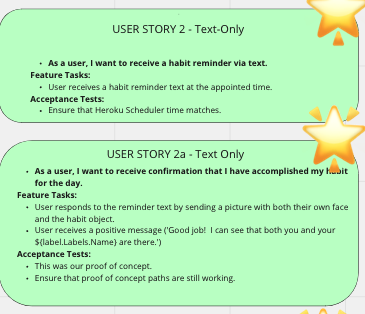 USER STORY 2 - Text-Only
• As a user, I want to receive a habit reminder via text.
Feature Tasks:
• User receives a habit reminder text at the appointed time.
Acceptance Tests:
• Ensure that Heroku Scheduler time matches.
USER STORY 2a - Text Only
• As a user, I want to receive confirmation that I have accomplished my habit
for the day.
Feature Tasks:
• User responds to the reminder text by sending a picture with both their own face
and the habit object.
• User receives a positive message ('Good job!  I can see that both you and your
${label.Labels.Name} are there.')
Acceptance Tests:
• This was our proof of concept.
• Ensure that proof of concept paths are still working.